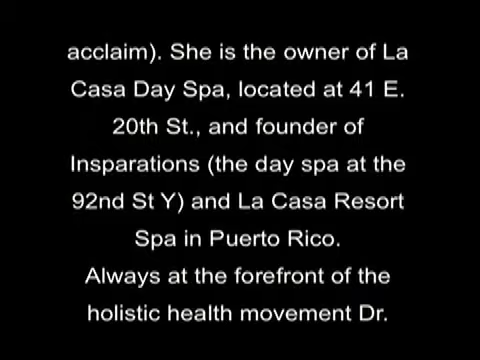 acclaim). She is the owner of La
Casa Day Spa, located at 41 E.
20th St., and founder of
Insparations (the day spa at the
92nd St Y) and La Casa Resort
Spa in Puerto Rico.
Always at the forefront of the
holistic health movement Dr.